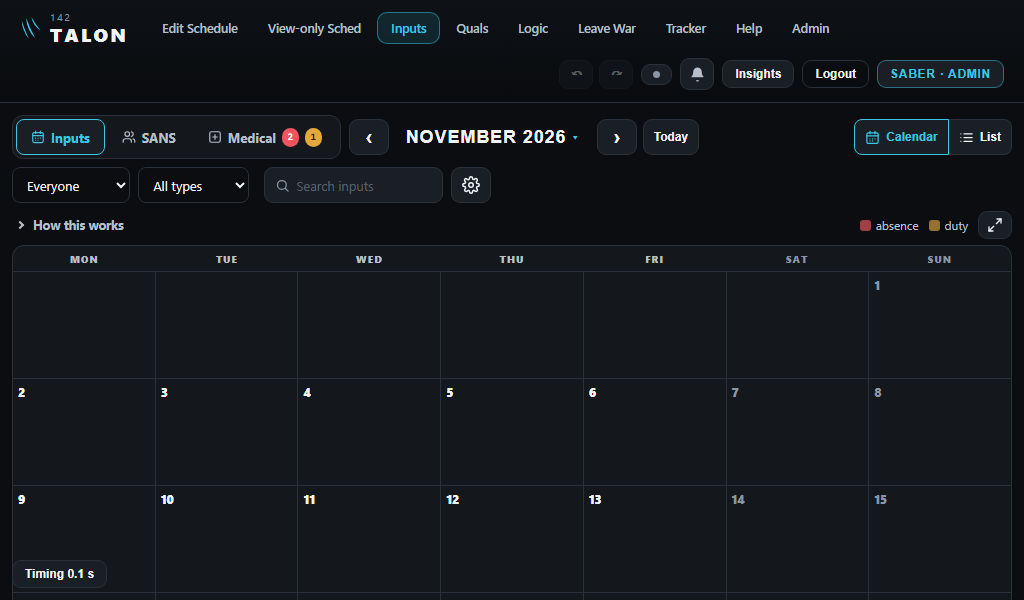 142
TALON
Edit Schedule
View-only Sched
Inputs
Quals
Logic
Leave War
Tracker
Help
Admin
Insights
Logout
SABER · ADMIN
Inputs
SANS
Medical 2 1
NOVEMBER 2026
Today
Calendar
List
Everyone
All types
Search inputs
How this works
absence
duty
MON TUE WED THU FRI SAT SUN
1
2 3 4 5 6 7 8
9 10 11 12 13 14 15
Timing 0.1 s